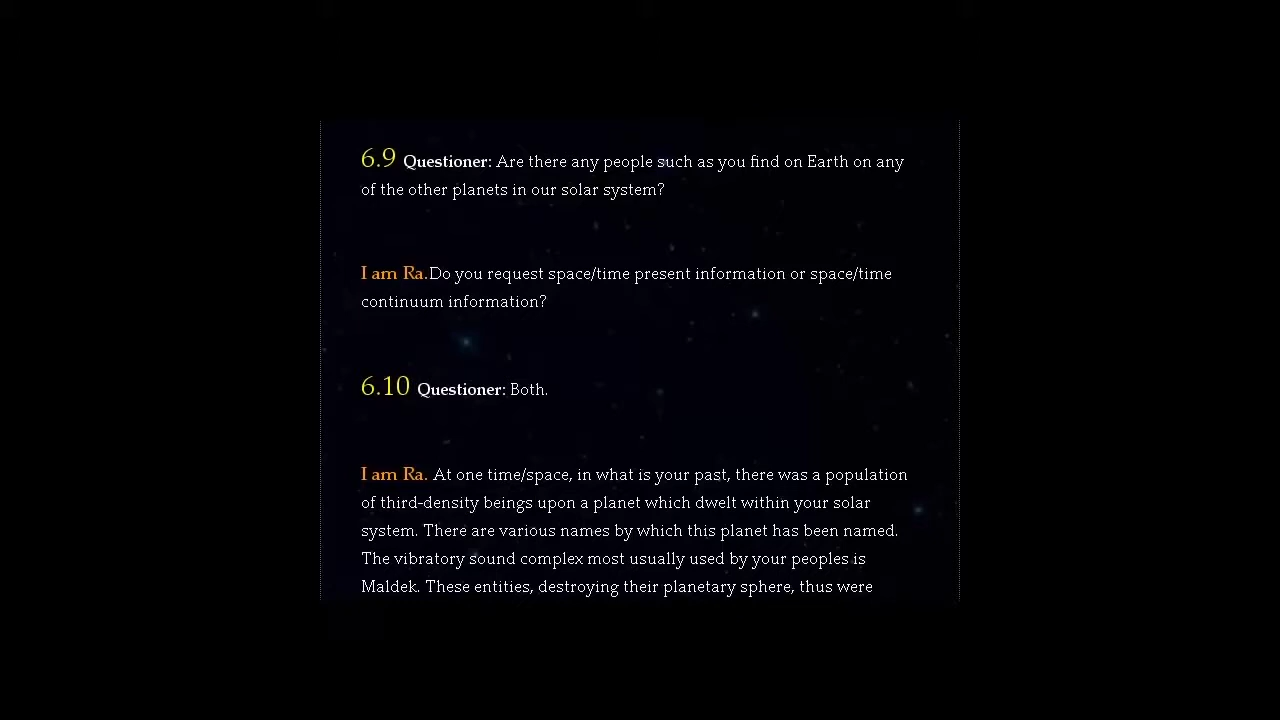 6.9 Questioner: Are there any people such as you find on Earth on any
of the other planets in our solar system?
I am Ra.Do you request space/time present information or space/time
continuum information?
6.10 Questioner: Both.
I am Ra. At one time/space, in what is your past, there was a population
of third-density beings upon a planet which dwelt within your solar
system. There are various names by which this planet has been named.
The vibratory sound complex most usually used by your peoples is
Maldek. These entities, destroying their planetary sphere, thus were